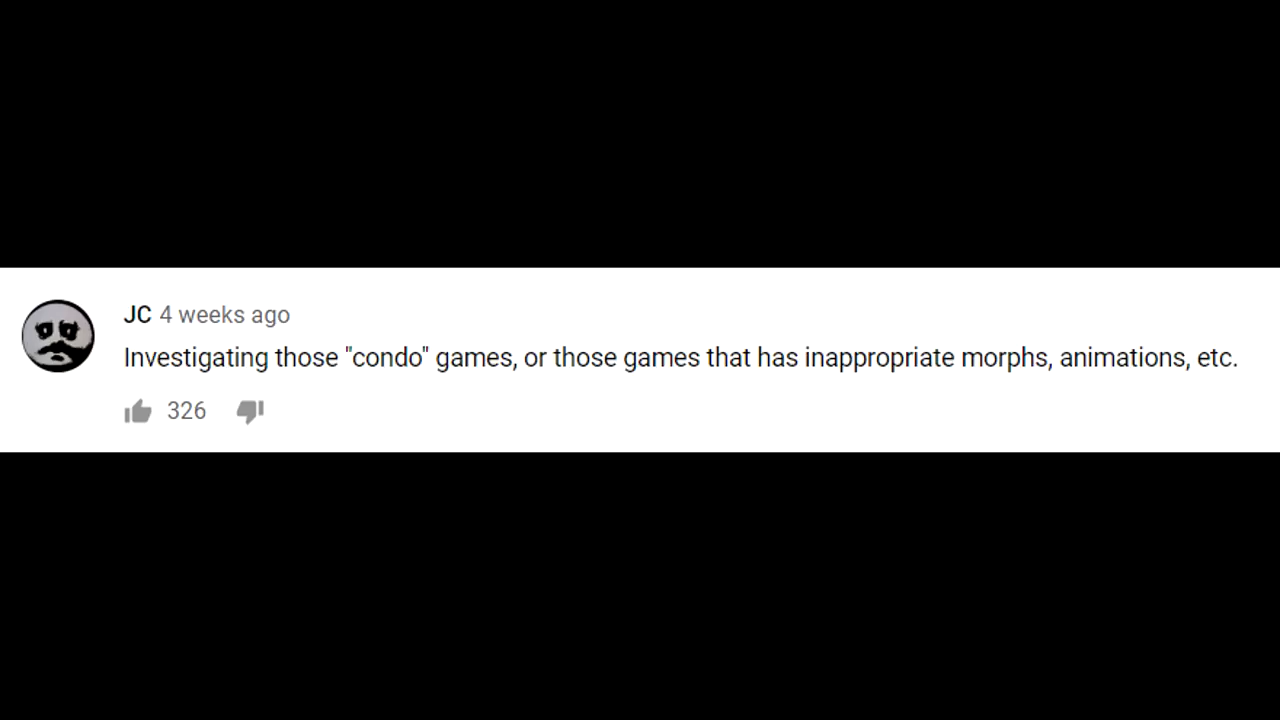 JC 4 weeks ago
Investigating those "condo" games, or those games that has inappropriate morphs, animations, etc.
326